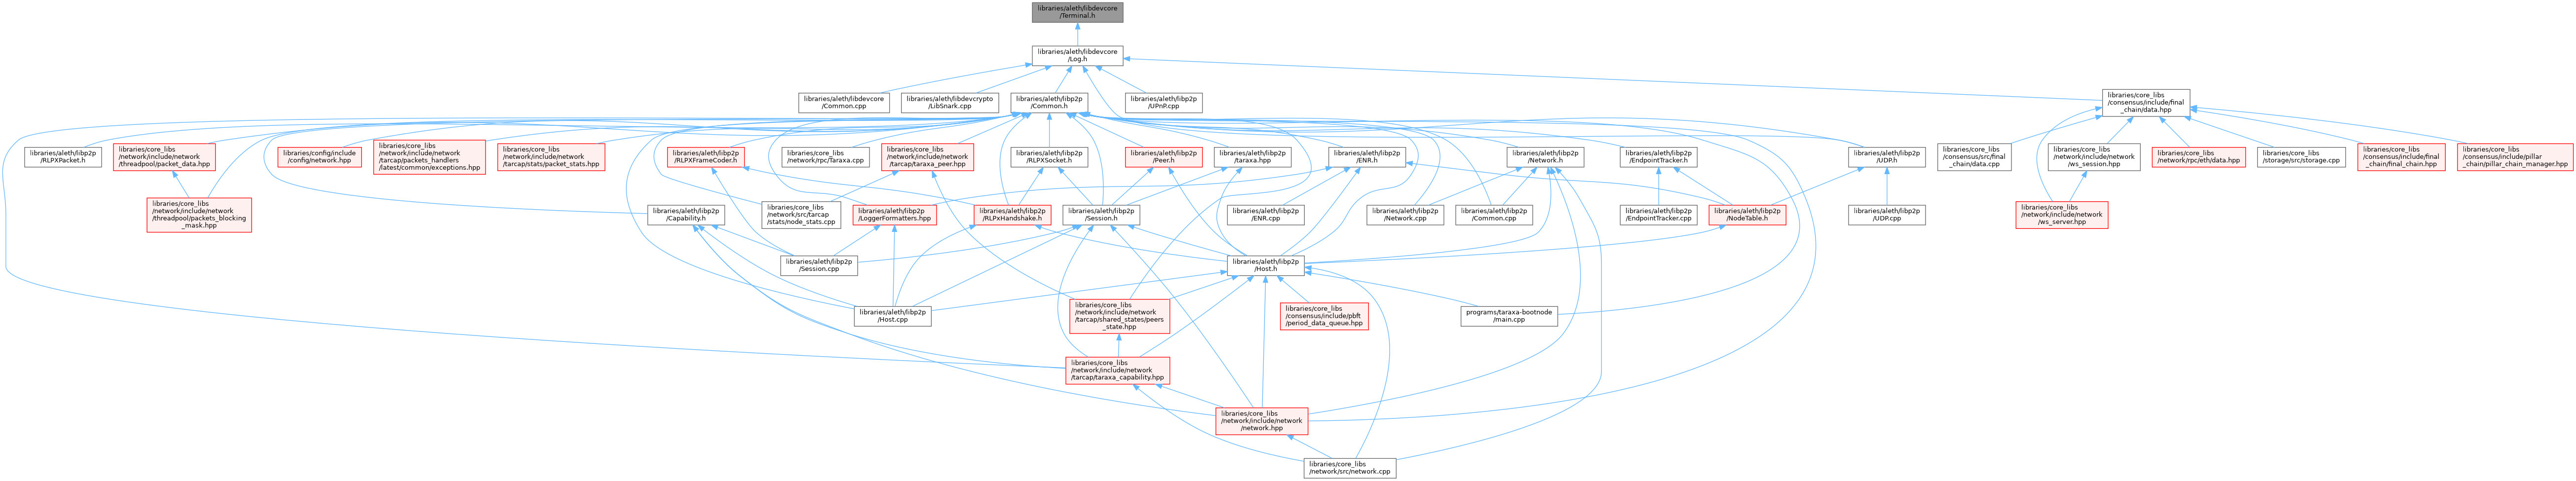 libraries/aleth/libdevcore
/Terminal.h
libraries/aleth/libdevcore
/Log.h
libraries/aleth/libdevcore
/Common.cpp
libraries/aleth/libdevcrypto
/LibSnark.cpp
libraries/aleth/libp2p
/Common.h
libraries/aleth/libp2p
/UPnP.cpp
libraries/core_libs
/consensus/include/final
_chain/data.hpp
libraries/aleth/libp2p
/RLPXPacket.h
libraries/core_libs
/network/include/network
/threadpool/packet_data.hpp
libraries/config/include
/config/network.hpp
libraries/core_libs
/network/include/network
/tarcap/packets_handlers
/latest/common/exceptions.hpp
libraries/core_libs
/network/include/network
/tarcap/stats/packet_stats.hpp
libraries/aleth/libp2p
/RLPXFrameCoder.h
libraries/core_libs
/network/rpc/Taraxa.cpp
libraries/core_libs
/network/include/network
/tarcap/taraxa_peer.hpp
libraries/aleth/libp2p
/RLPXSocket.h
libraries/aleth/libp2p
/Peer.h
libraries/aleth/libp2p
/taraxa.hpp
libraries/aleth/libp2p
/ENR.h
libraries/aleth/libp2p
/Network.h
libraries/aleth/libp2p
/EndpointTracker.h
libraries/aleth/libp2p
/UDP.h
libraries/core_libs
/consensus/src/final
_chain/data.cpp
libraries/core_libs
/network/include/network
/ws_session.hpp
libraries/core_libs
/network/rpc/eth/data.hpp
libraries/core_libs
/storage/src/storage.cpp
libraries/core_libs
/consensus/include/final
_chain/final_chain.hpp
libraries/core_libs
/consensus/include/pillar
_chain/pillar_chain_manager.hpp
libraries/core_libs
/network/include/network
/threadpool/packets_blocking
_mask.hpp
libraries/aleth/libp2p
/Capability.h
libraries/core_libs
/network/src/tarcap
/stats/node_stats.cpp
libraries/aleth/libp2p
/LoggerFormatters.hpp
libraries/aleth/libp2p
/RLPxHandshake.h
libraries/aleth/libp2p
/Session.h
libraries/aleth/libp2p
/ENR.cpp
libraries/aleth/libp2p
/Network.cpp
libraries/aleth/libp2p
/Common.cpp
libraries/aleth/libp2p
/EndpointTracker.cpp
libraries/aleth/libp2p
/NodeTable.h
libraries/aleth/libp2p
/UDP.cpp
libraries/core_libs
/network/include/network
/ws_server.hpp
libraries/aleth/libp2p
/Session.cpp
libraries/aleth/libp2p
/Host.h
libraries/aleth/libp2p
/Host.cpp
libraries/core_libs
/network/include/network
/tarcap/shared_states/peers
_state.hpp
libraries/core_libs
/consensus/include/pbft
/period_data_queue.hpp
programs/taraxa-bootnode
/main.cpp
libraries/core_libs
/network/include/network
/tarcap/taraxa_capability.hpp
libraries/core_libs
/network/include/network
/network.hpp
libraries/core_libs
/network/src/network.cpp